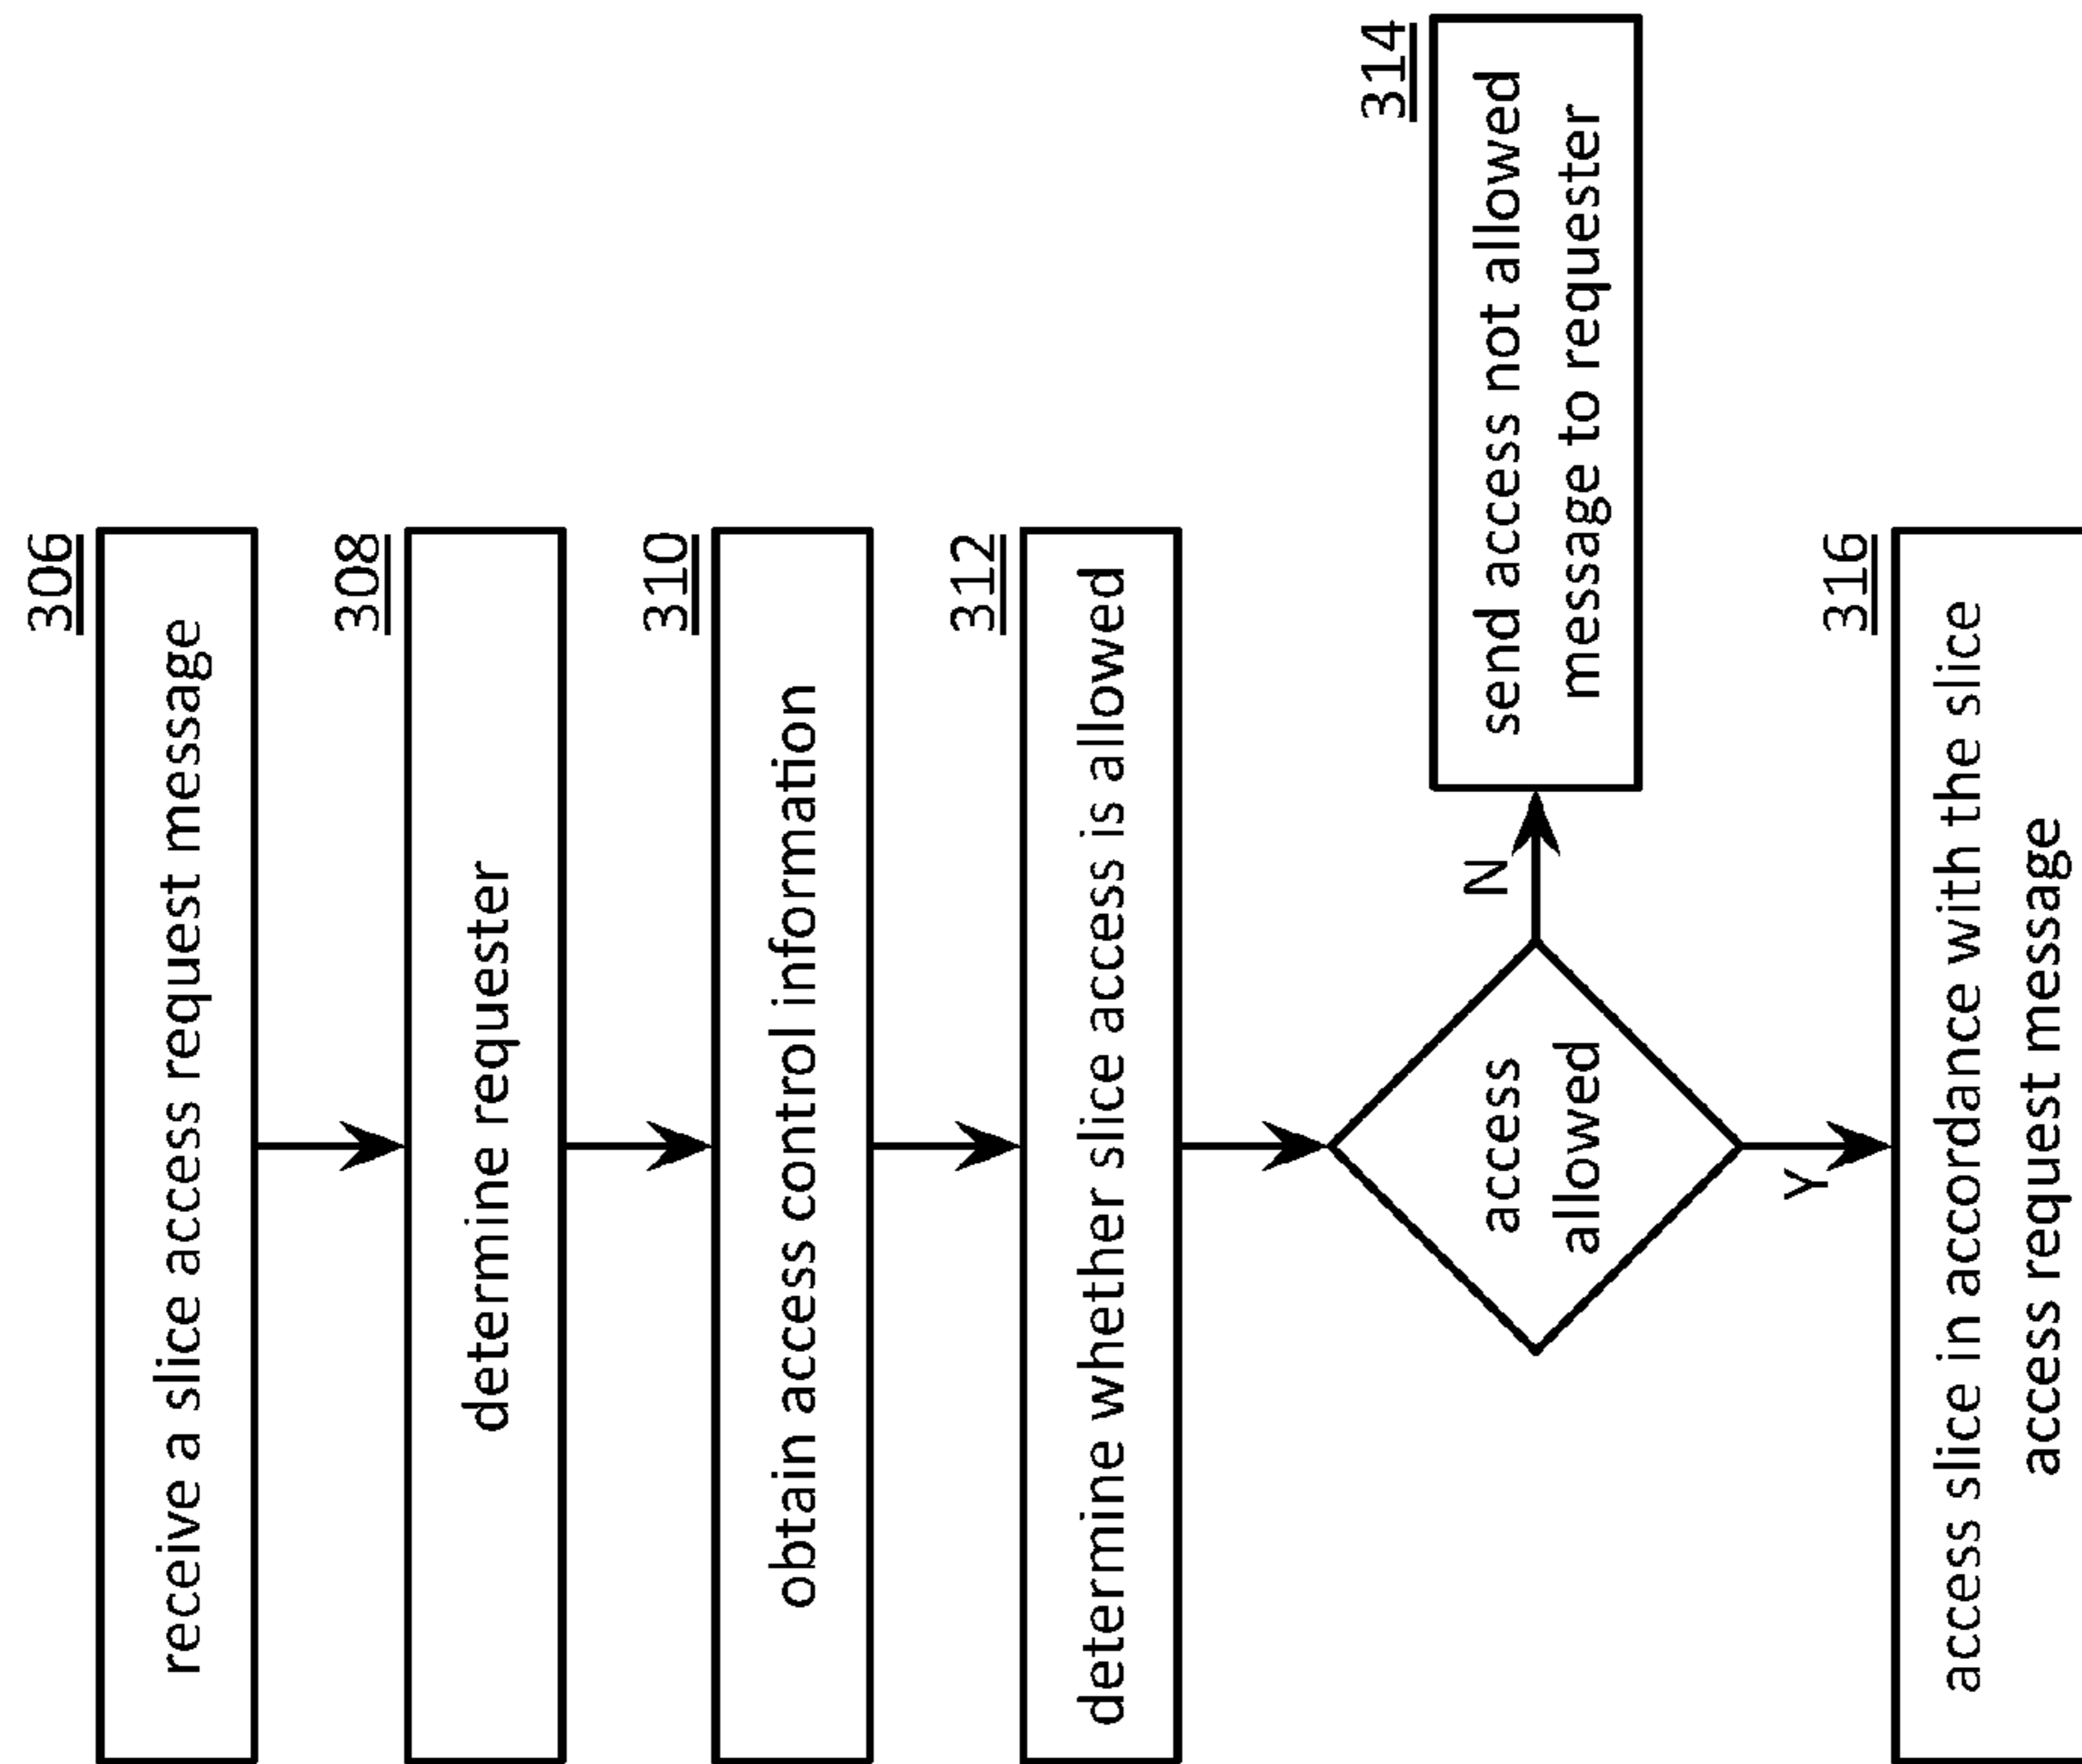 306
receive a slice access request message
308
determine requester
310
obtain access control information
312
determine whether slice access is allowed
access
allowed
N
314
send access not allowed
message to requester
Y
316
access slice in accordance with the slice
access request message